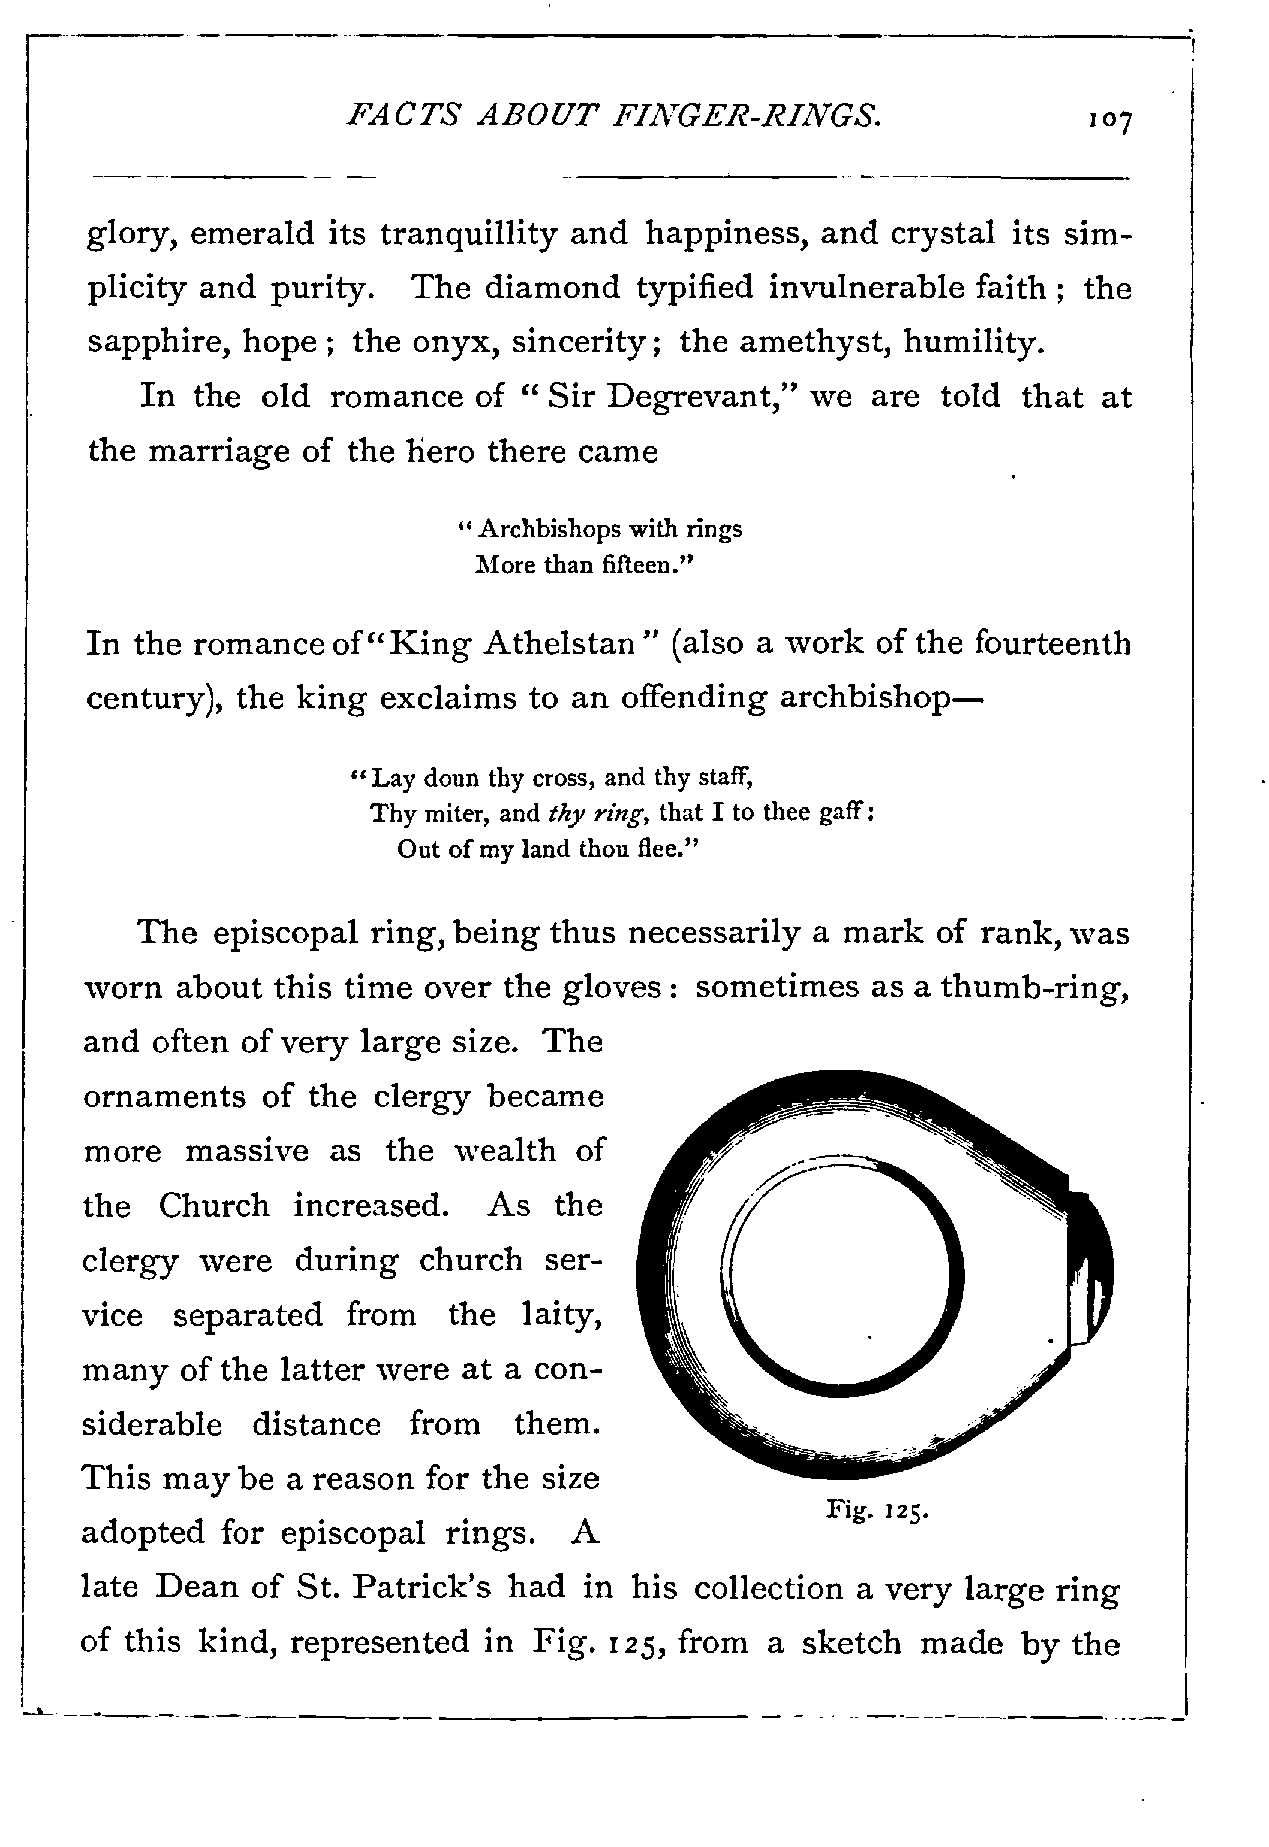 FACTS ABOUT FINGER-RINGS. 107
glory, emerald its tranquillity and happiness, and crystal its sim-
plicity and purity. The diamond typified invulnerable faith ; the
sapphire, hope ; the onyx, sincerity ; the amethyst, humility.
In the old romance of " Sir Degrevant," we are told that at
the marriage of the hero there came
" Archbishops with rings
More than fifteen."
In the romance of "King Athelstan " (also a work of the fourteenth
century), the king exclaims to an offending archbishop—
" Lay doun thy cross, and thy staff,
Thy miter, and thy ring, that I to thee gaff :
Out of my land thou flee."
The episcopal ring, being thus necessarily a mark of rank, was
worn about this time over the gloves : sometimes as a thumb-ring,
and often of very large size. The
ornaments of the clergy became
more massive as the wealth of
the Church increased. As the
clergy were during church ser-
vice separated from the laity,
many of the latter were at a con-
siderable distance from them.
This may be a reason for the size
adopted for episcopal rings. A
Fig. 125.
late Dean of St. Patrick's had in his collection a very large ring
of this kind, represented in Fig. 125, from a sketch made by the